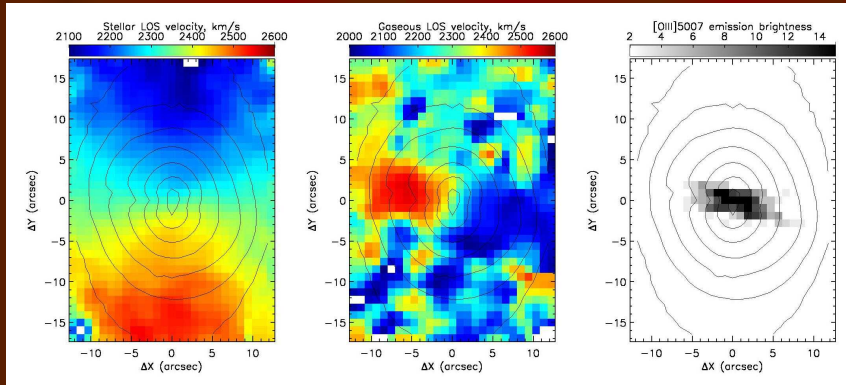 Stellar LOS velocity, km/s
2100 2200 2300 2400 2500 2600
15
10
5
0
−5
−10
−15
ΔY (arcsec)
−10 −5 0 5 10
ΔX (arcsec)
Gaseous LOS velocity, km/s
2000 2100 2200 2300 2400 2500 2600
15
10
5
0
−5
−10
−15
ΔY (arcsec)
−10 −5 0 5 10
ΔX (arcsec)
[OIII]5007 emission brightness
2 4 6 8 10 12 14
15
10
5
0
−5
−10
−15
ΔY (arcsec)
−10 −5 0 5 10
ΔX (arcsec)